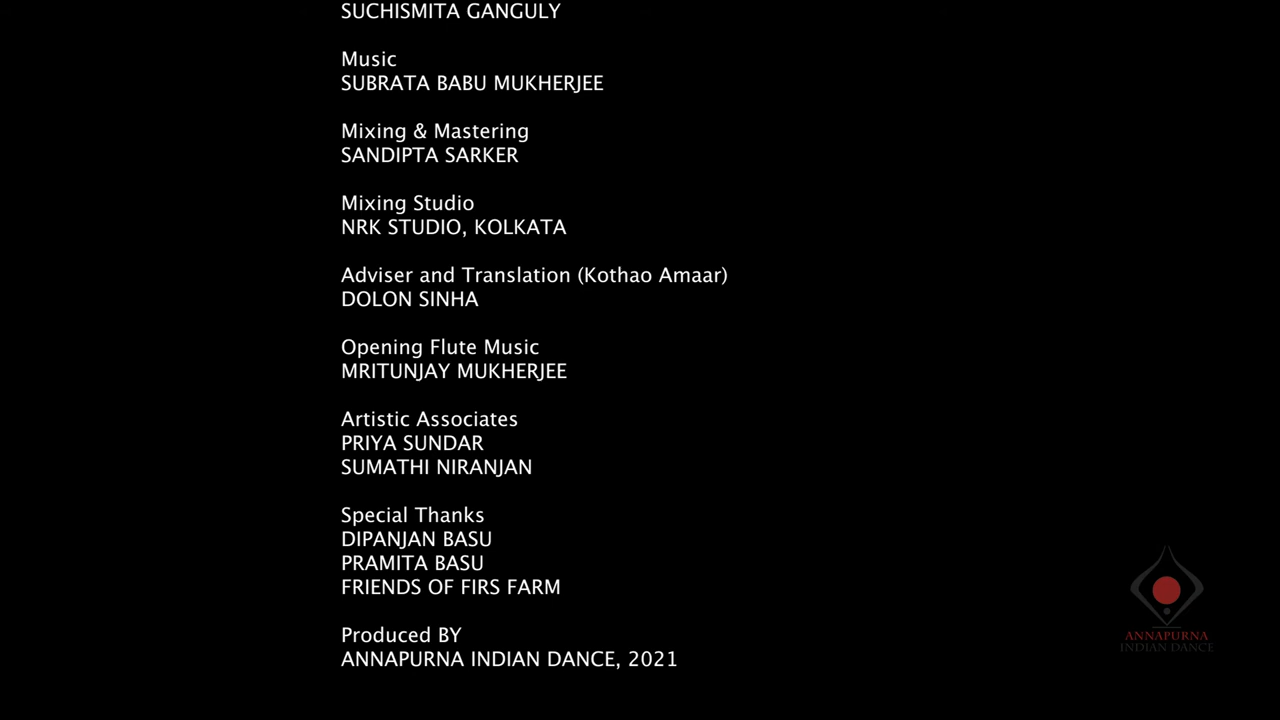 SUCHISMITA GANGULY
Music
SUBRATA BABU MUKHERJEE
Mixing & Mastering
SANDIPTA SARKER
Mixing Studio
NRK STUDIO, KOLKATA
Adviser and Translation (Kothao Amaar)
DOLON SINHA
Opening Flute Music
MRITUNJAY MUKHERJEE
Artistic Associates
PRIYA SUNDAR
SUMATHI NIRANJAN
Special Thanks
DIPANJAN BASU
PRAMITA BASU
FRIENDS OF FIRS FARM
Produced BY
ANNAPURNA INDIAN DANCE, 2021
ANNAPURNA
INDIAN DANCE